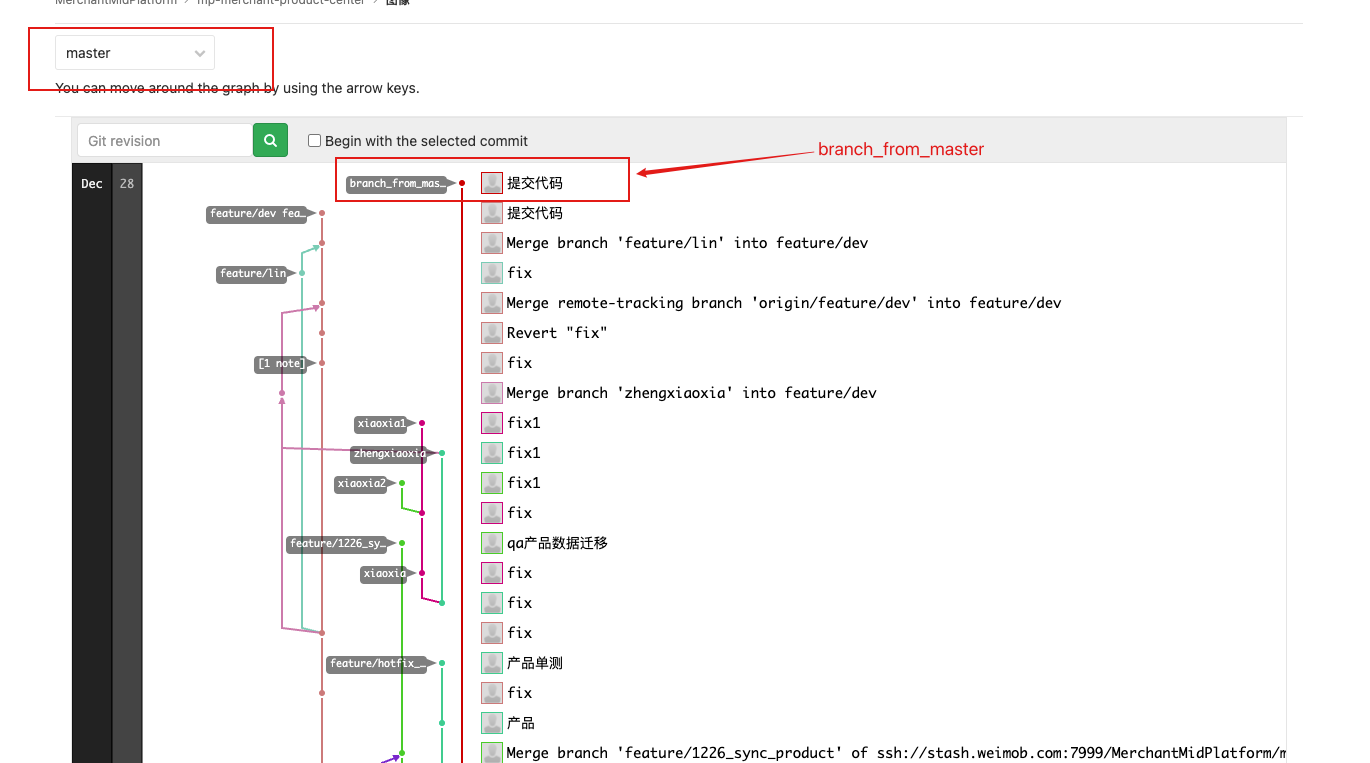 MerchantMidPlatform > mp-merchant-product-center > 图像
master
You can move around the graph by using the arrow keys.
Git revision
Begin with the selected commit
branch_from_master
Dec 28 branch_from_mas… 提交代码
feature/dev fea… 提交代码
Merge branch 'feature/lin' into feature/dev
feature/lin fix
Merge remote-tracking branch 'origin/feature/dev' into feature/dev
Revert "fix"
[1 note] fix
Merge branch 'zhengxiaoxia' into feature/dev
xiaoxia1 fix1
zhengxiaoxia fix1
xiaoxia2 fix1
fix
feature/1226_sy… qa产品数据迁移
xiaoxia fix
fix
fix
feature/hotfix_… 产品单测
fix
产品
Merge branch 'feature/1226_sync_product' of ssh://stash.weimob.com:7999/MerchantMidPlatform/m